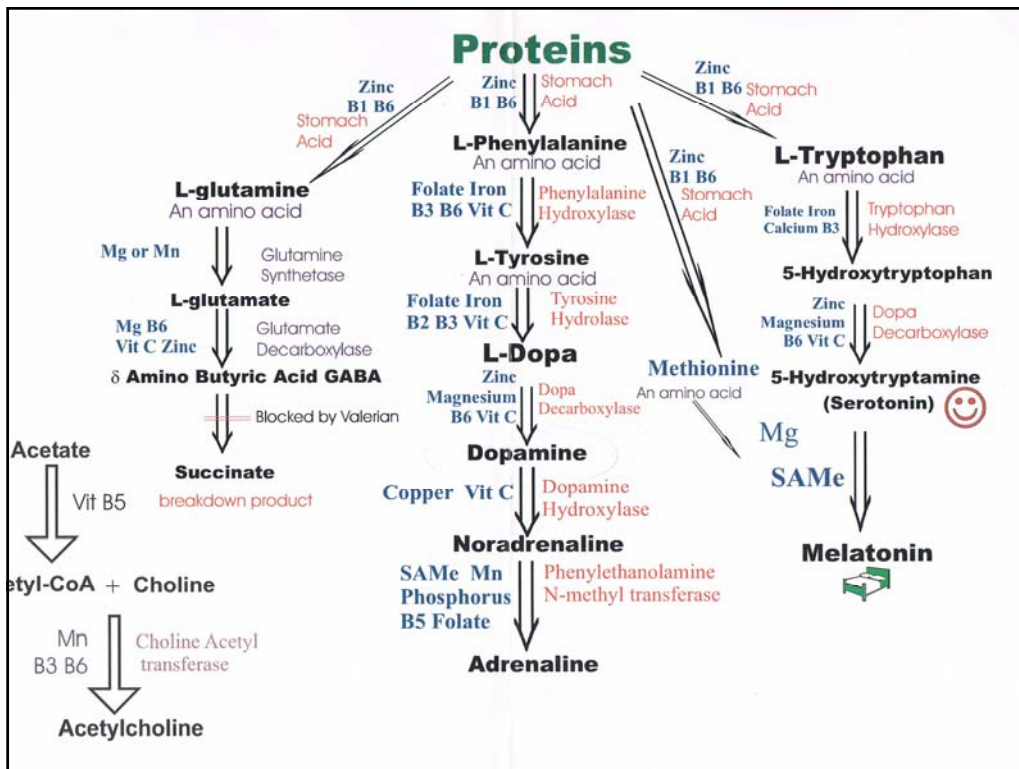 Proteins
Zinc
B1 B6
Stomach
Acid
L-glutamine
An amino acid
Mg or Mn
Glutamine
Synthetase
L-glutamate
Mg B6
Vit C Zinc
Glutamate
Decarboxylase
δ Amino Butyric Acid GABA
Blocked by Valerian
Succinate
breakdown product
Acetate
Vit B5
etyl-CoA + Choline
Mn
B3 B6
Choline Acetyl
transferase
Acetylcholine
Zinc
B1 B6
Stomach
Acid
L-Phenylalanine
An amino acid
Folate Iron
B3 B6 Vit C
Phenylalanine
Hydroxylase
L-Tyrosine
An amino acid
Folate Iron
B2 B3 Vit C
Tyrosine
Hydrolase
L-Dopa
Zinc
Magnesium
B6 Vit C
Dopa
Decarboxylase
Dopamine
Copper Vit C
Dopamine
Hydroxylase
Noradrenaline
SAMe Mn
Phosphorus
B5 Folate
Phenylethanolamine
N-methyl transferase
Adrenaline
Zinc
B1 B6
Stomach
Acid
Methionine
An amino acid
Zinc
B1 B6
Stomach
Acid
L-Tryptophan
An amino acid
Folate Iron
Calcium B3
Tryptophan
Hydroxylase
5-Hydroxytryptophan
Zinc
Magnesium
B6 Vit C
Dopa
Decarboxylase
5-Hydroxytryptamine
(Serotonin)
Mg
SAMe
Melatonin